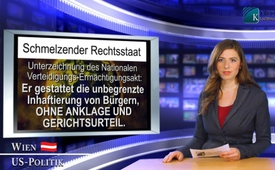 K
Schmelzender Rechtsstaat
Unterzeichnung des Nationalen
Verteidigungs-Ermächtigungsakt:
Er gestattet die unbegrenzte
Inhaftierung von Bürgern,
OHNE ANKLAGE UND
GERICHTSURTEIL.
WIEN
US-POLITIK